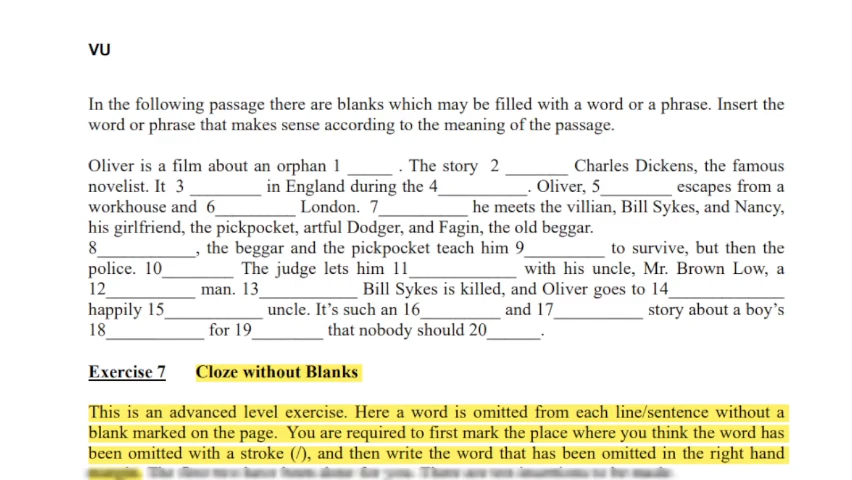 VU
In the following passage there are blanks which may be filled with a word or a phrase. Insert the
word or phrase that makes sense according to the meaning of the passage.
Oliver is a film about an orphan 1 _____ . The story 2 _______ Charles Dickens, the famous
novelist. It 3 ________ in England during the 4__________. Oliver, 5________ escapes from a
workhouse and 6_________ London. 7__________ he meets the villian, Bill Sykes, and Nancy,
his girlfriend, the pickpocket, artful Dodger, and Fagin, the old beggar.
8___________, the beggar and the pickpocket teach him 9_________ to survive, but then the
police. 10________ The judge lets him 11____________ with his uncle, Mr. Brown Low, a
12__________ man. 13___________ Bill Sykes is killed, and Oliver goes to 14_____________
happily 15___________ uncle. It's such an 16_________ and 17__________ story about a boy's
18___________ for 19________ that nobody should 20______.
Exercise 7 Cloze without Blanks
This is an advanced level exercise. Here a word is omitted from each line/sentence without a
blank marked on the page. You are required to first mark the place where you think the word has
been omitted with a stroke (/), and then write the word that has been omitted in the right hand